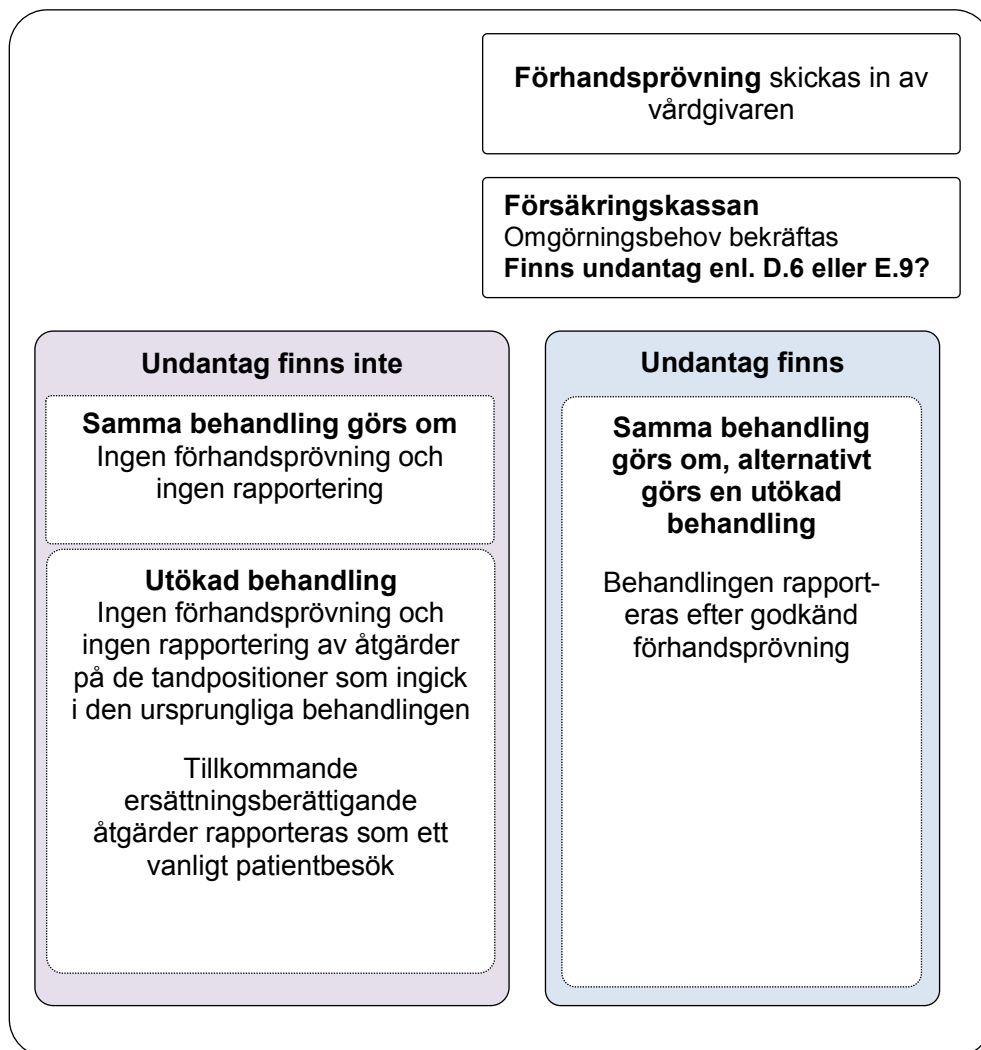 Förhandsprövning skickas in av
vårdgivaren
Försäkringskassan
Omgörningsbehov bekräftas
Finns undantag enl. D.6 eller E.9?
Undantag finns inte
Samma behandling görs om
Ingen förhandsprövning och
ingen rapportering
Utökad behandling
Ingen förhandsprövning och
ingen rapportering av åtgärder
på de tandpositioner som ingick
i den ursprungliga behandlingen
Tillkommande
ersättningsberättigande
åtgärder rapporteras som ett
vanligt patientbesök
Undantag finns
Samma behandling
görs om, alternativt
görs en utökad
behandling
Behandlingen rapport-
eras efter godkänd
förhandsprövning